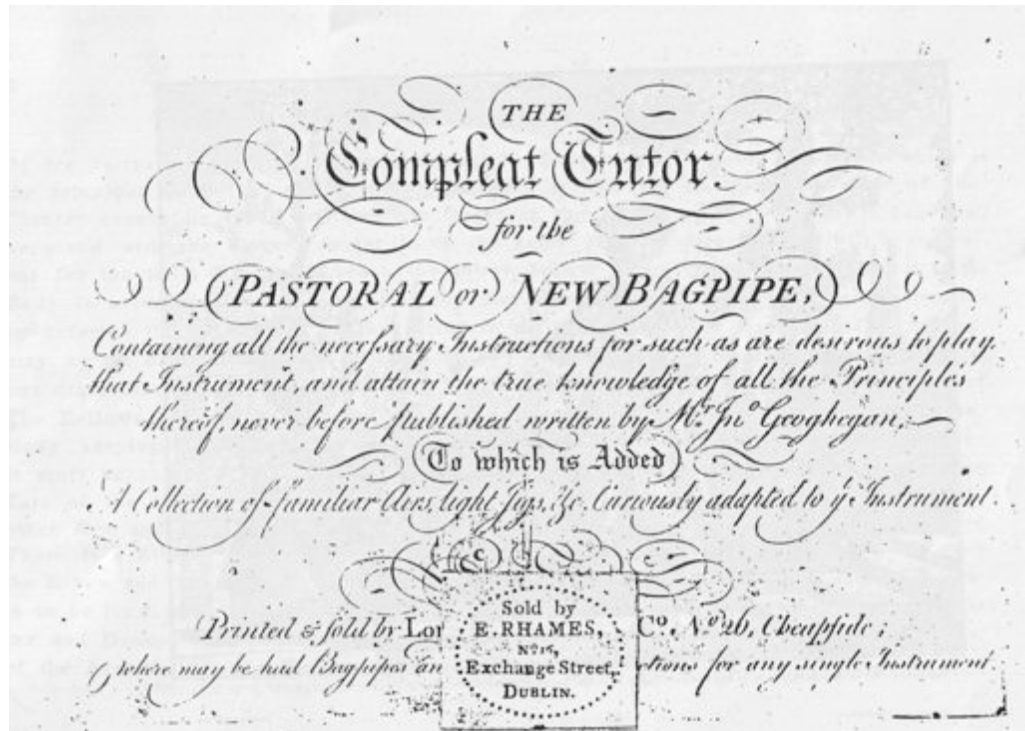 THE
Compleat Tutor
for the
PASTORAL or NEW BAGPIPE,
Containing all the necessary Instructions for such as are desirous to play
that Instrument, and attain the true knowledge of all the Principles
thereof, never before Published written by Mr. Jno. Geoghegan,
To which is Added
A Collection of familiar Airs, light Jygs, &c. Curiously adapted to ye. Instrument.
Printed & sold by Lon Co. No. 26, Cheapside;
where may be had Bagpipes an ctions for any single Instrument
Sold by
E. RHAMES,
No. 16,
Exchange Street,
DUBLIN.